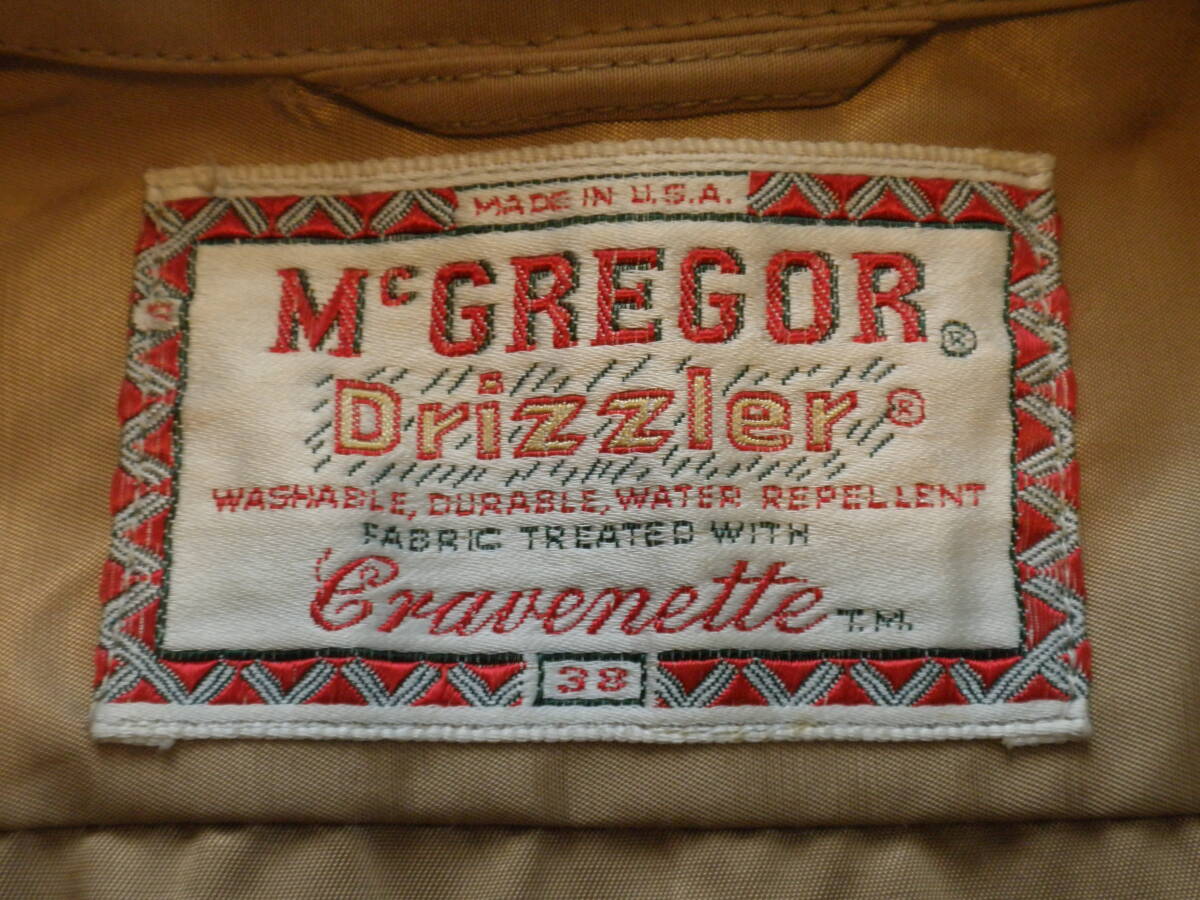 MADE IN U.S.A.
McGREGOR®
Drizzler®
WASHABLE, DURABLE, WATER REPELLENT
FABRIC TREATED WITH
Cravenette T.M.
38